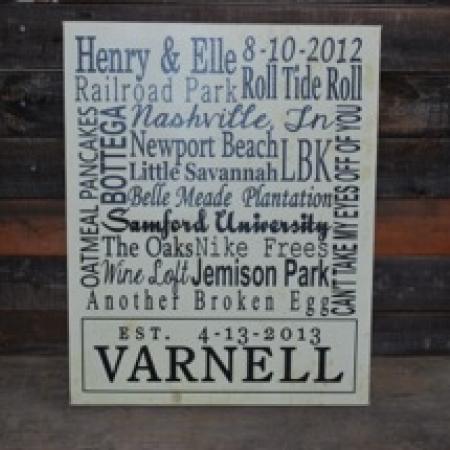 Henry & Elle
8-10-2012
Railroad Park
Roll Tide Roll
OATMEAL PANCAKES
BOTTEGA
Nashville, Tn
Newport Beach
LBK
Little Savannah
Belle Meade Plantation
Samford University
The Oaks
Nike Frees
Wine Loft
Jemison Park
Another Broken Egg
CAN'T TAKE MY EYES OFF OF YOU
EST. 4-13-2013
VARNELL